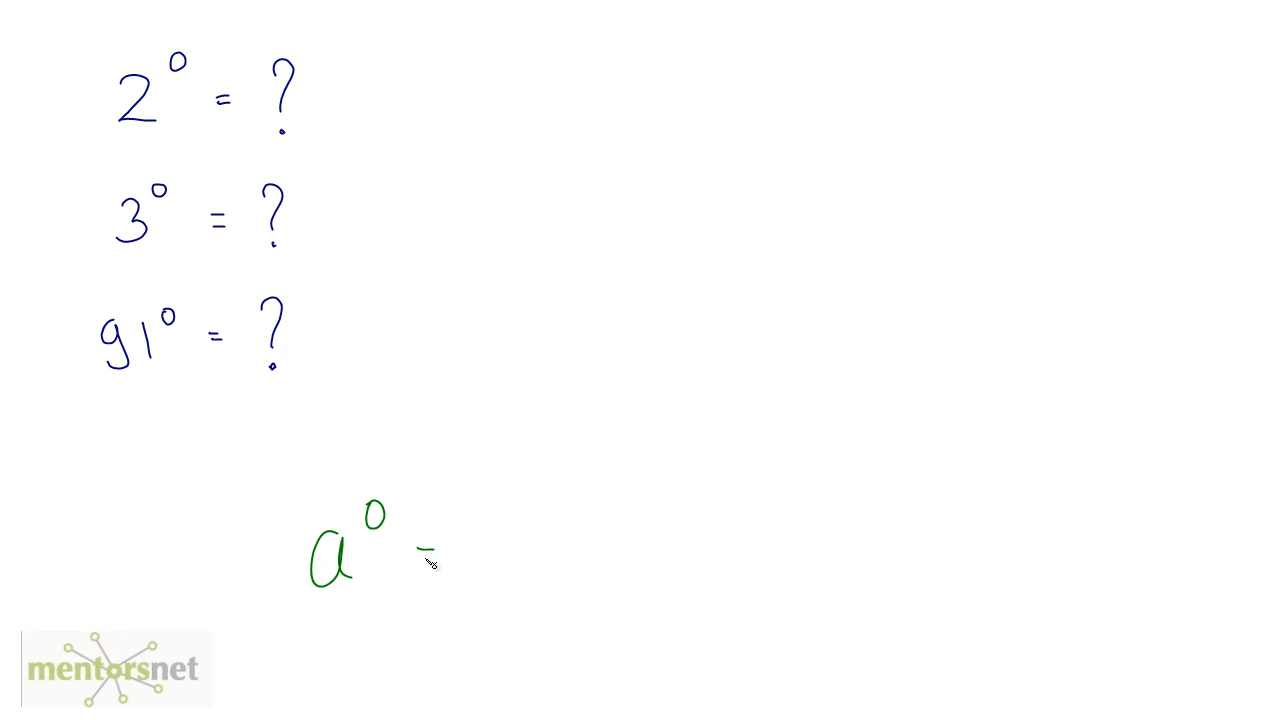 2⁰ = ?
3⁰ = ?
91⁰ = ?
a⁰ -
mentorsnet